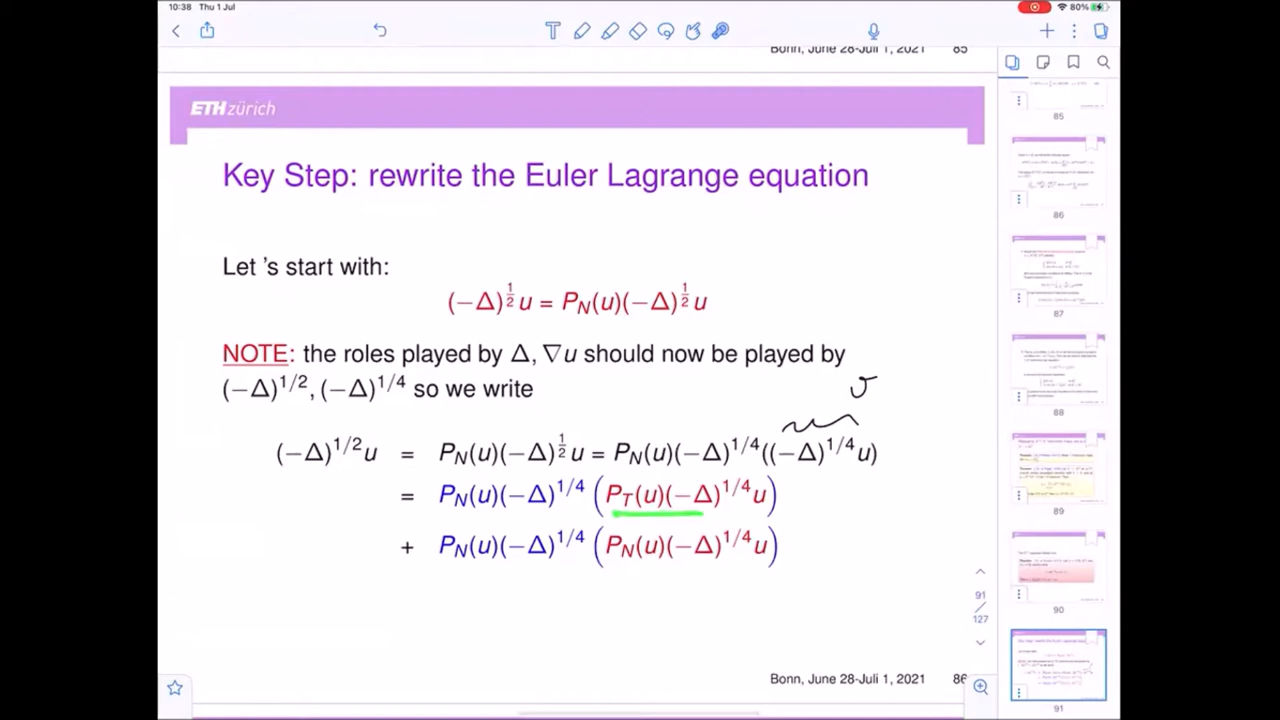 10:38 Thu 1 Jul
80%
Bonn, June 28-Juli 1, 2021 85
ETH zürich
Key Step: rewrite the Euler Lagrange equation
Let 's start with:
(−Δ)^{1/2} u = P_N(u)(−Δ)^{1/2} u
NOTE: the roles played by Δ, ∇u should now be played by
(−Δ)^{1/2}, (−Δ)^{1/4} so we write
v
(−Δ)^{1/2}u = P_N(u)(−Δ)^{1/2} u = P_N(u)(−Δ)^{1/4}((−Δ)^{1/4}u)
= P_N(u)(−Δ)^{1/4} (P_T(u)(−Δ)^{1/4}u)
+ P_N(u)(−Δ)^{1/4} (P_N(u)(−Δ)^{1/4}u)
Bonn, June 28-Juli 1, 2021 86
91
/
127
85
86
87
88
89
90
91